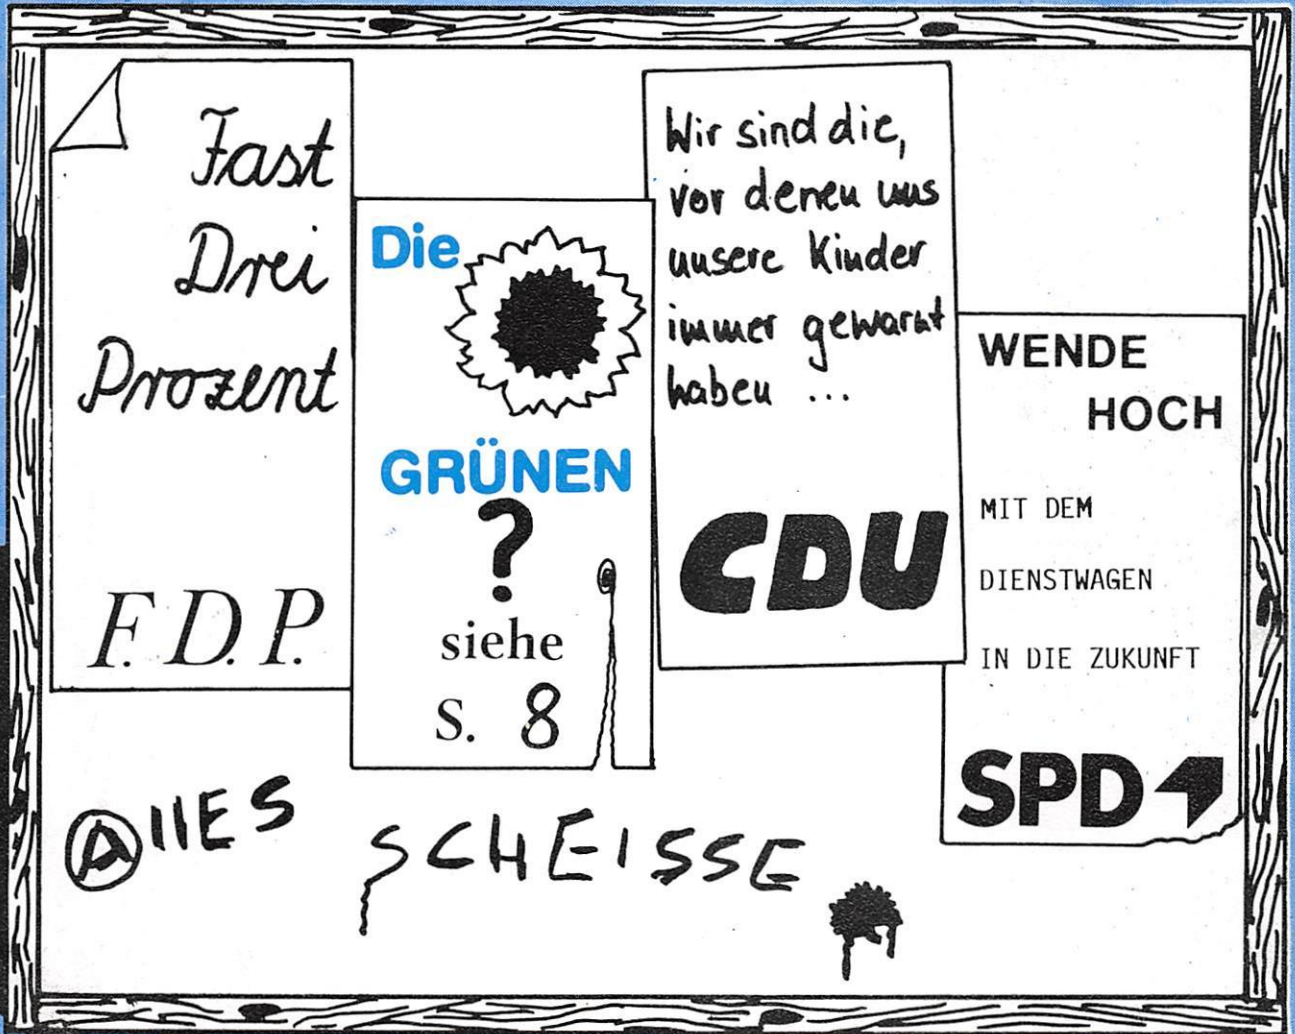 Fast
Drei
Prozent
F.D.P.
Die
GRÜNEN
?
siehe
S. 8
Wir sind die,
vor denen uns
unsere Kinder
immer gewarnt
haben ...
CDU
WENDE
HOCH
MIT DEM
DIENSTWAGEN
IN DIE ZUKUNFT
SPD
AllES
SCHEISSE